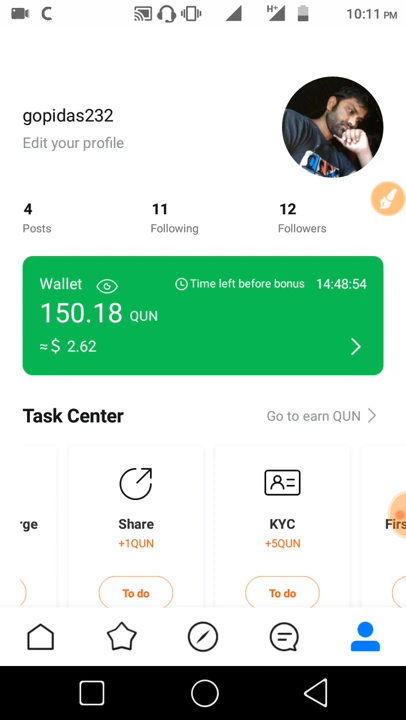 C
H+
10:11 PM
gopidas232
Edit your profile
4
11
12
Posts
Following
Followers
Wallet
Time left before bonus
14:48:54
150.18 QUN
≈$ 2.62
Task Center
Go to earn QUN
rge
Share
KYC
Firs
+1QUN
+5QUN
To do
To do